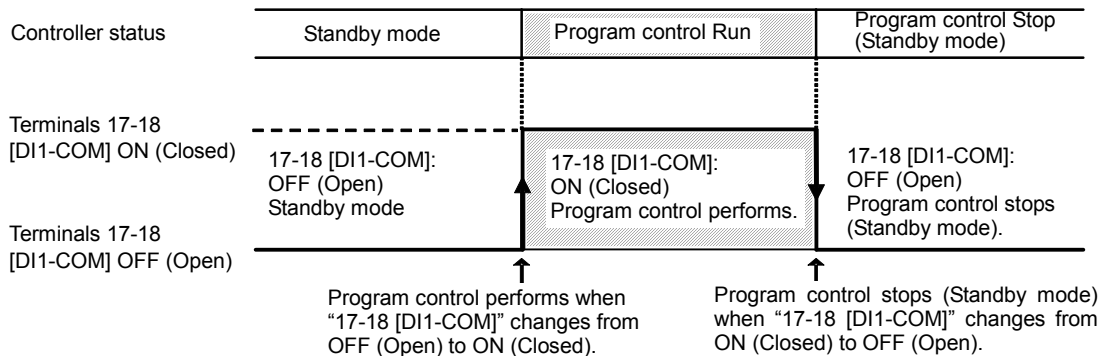 Controller status
Standby mode
Program control Run
Program control Stop
(Standby mode)
Terminals 17-18
[DI1-COM] ON (Closed)
17-18 [DI1-COM]:
OFF (Open)
Standby mode
17-18 [DI1-COM]:
ON (Closed)
Program control performs.
17-18 [DI1-COM]:
OFF (Open)
Program control stops
(Standby mode).
Terminals 17-18
[DI1-COM] OFF (Open)
Program control performs when
“17-18 [DI1-COM]” changes from
OFF (Open) to ON (Closed).
Program control stops (Standby mode)
when “17-18 [DI1-COM]” changes from
ON (Closed) to OFF (Open).